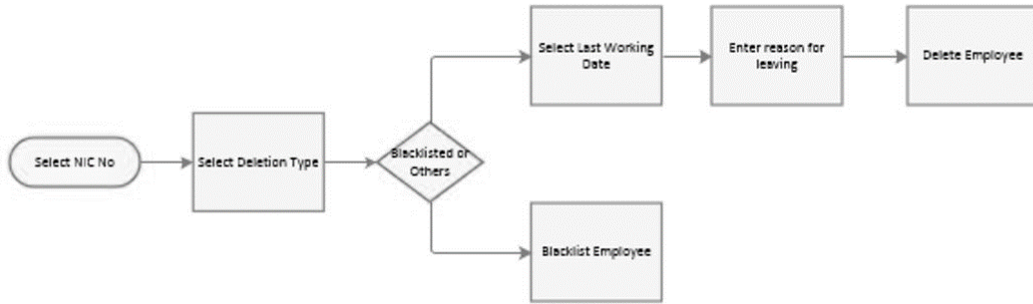 Select NIC No
Select Deletion Type
Blacklisted or
Others
Select Last Working
Date
Enter reason for
leaving
Delete Employee
Blacklist Employee